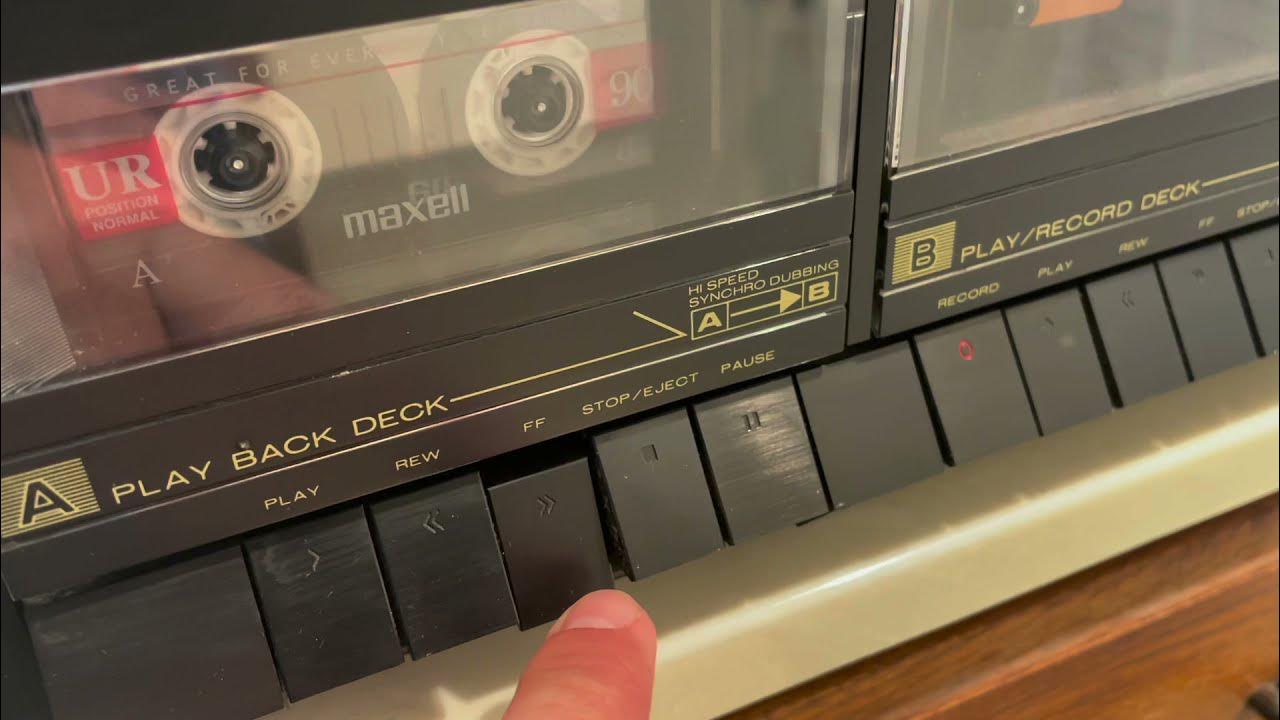 GREAT FOR EVER
UR
POSITION
NORMAL
90
maxell
A
HI SPEED
SYNCHRO DUBBING
A B
A PLAY BACK DECK
PLAY REW FF STOP/EJECT PAUSE
B PLAY/RECORD DECK
RECORD PLAY REW FF STOP/